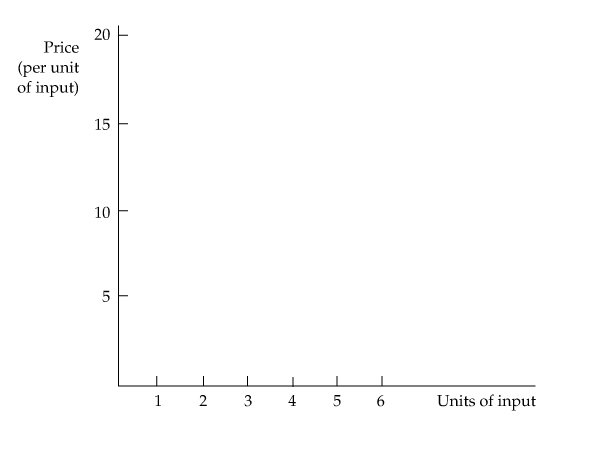 20
Price
(per unit
of input)
15
10
5
1 2 3 4 5 6 Units of input